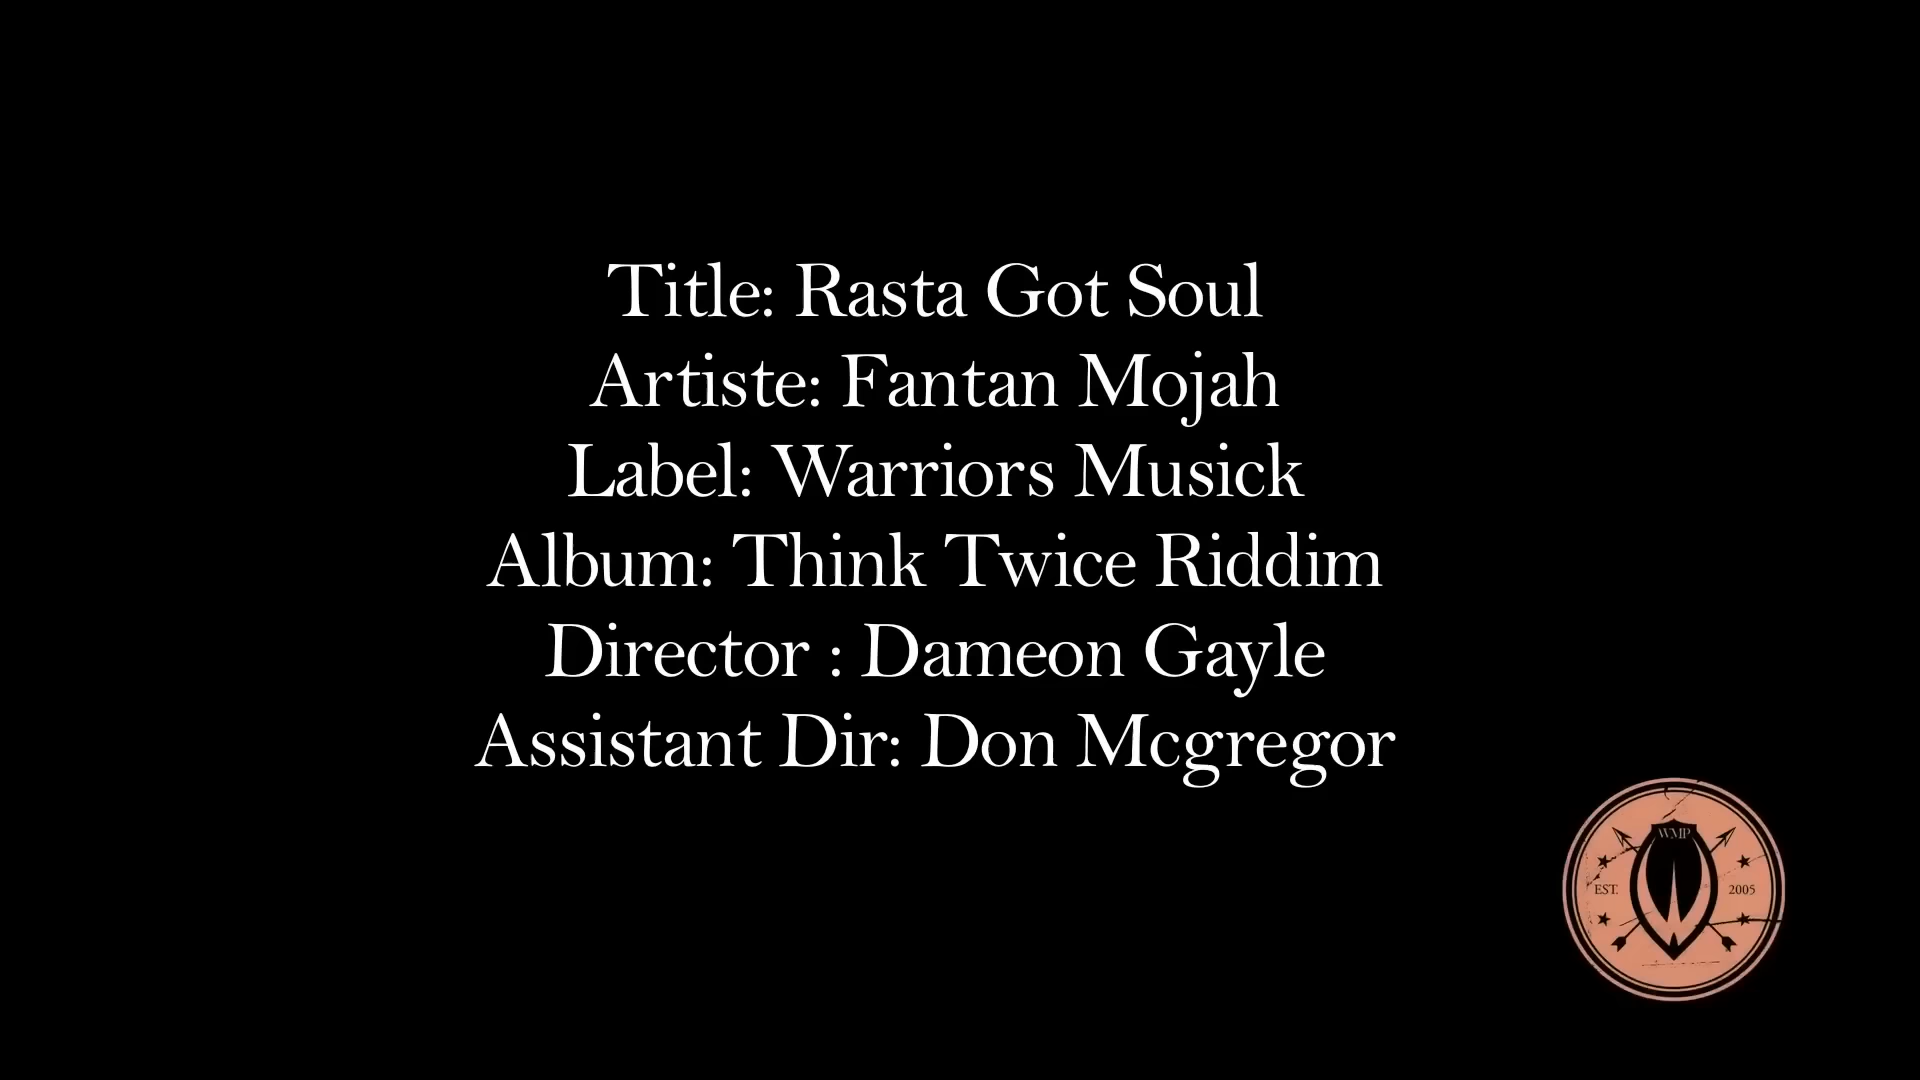 Title: Rasta Got Soul
Artiste: Fantan Mojah
Label: Warriors Musick
Album: Think Twice Riddim
Director : Dameon Gayle
Assistant Dir: Don Mcgregor
WMP
EST. 2005